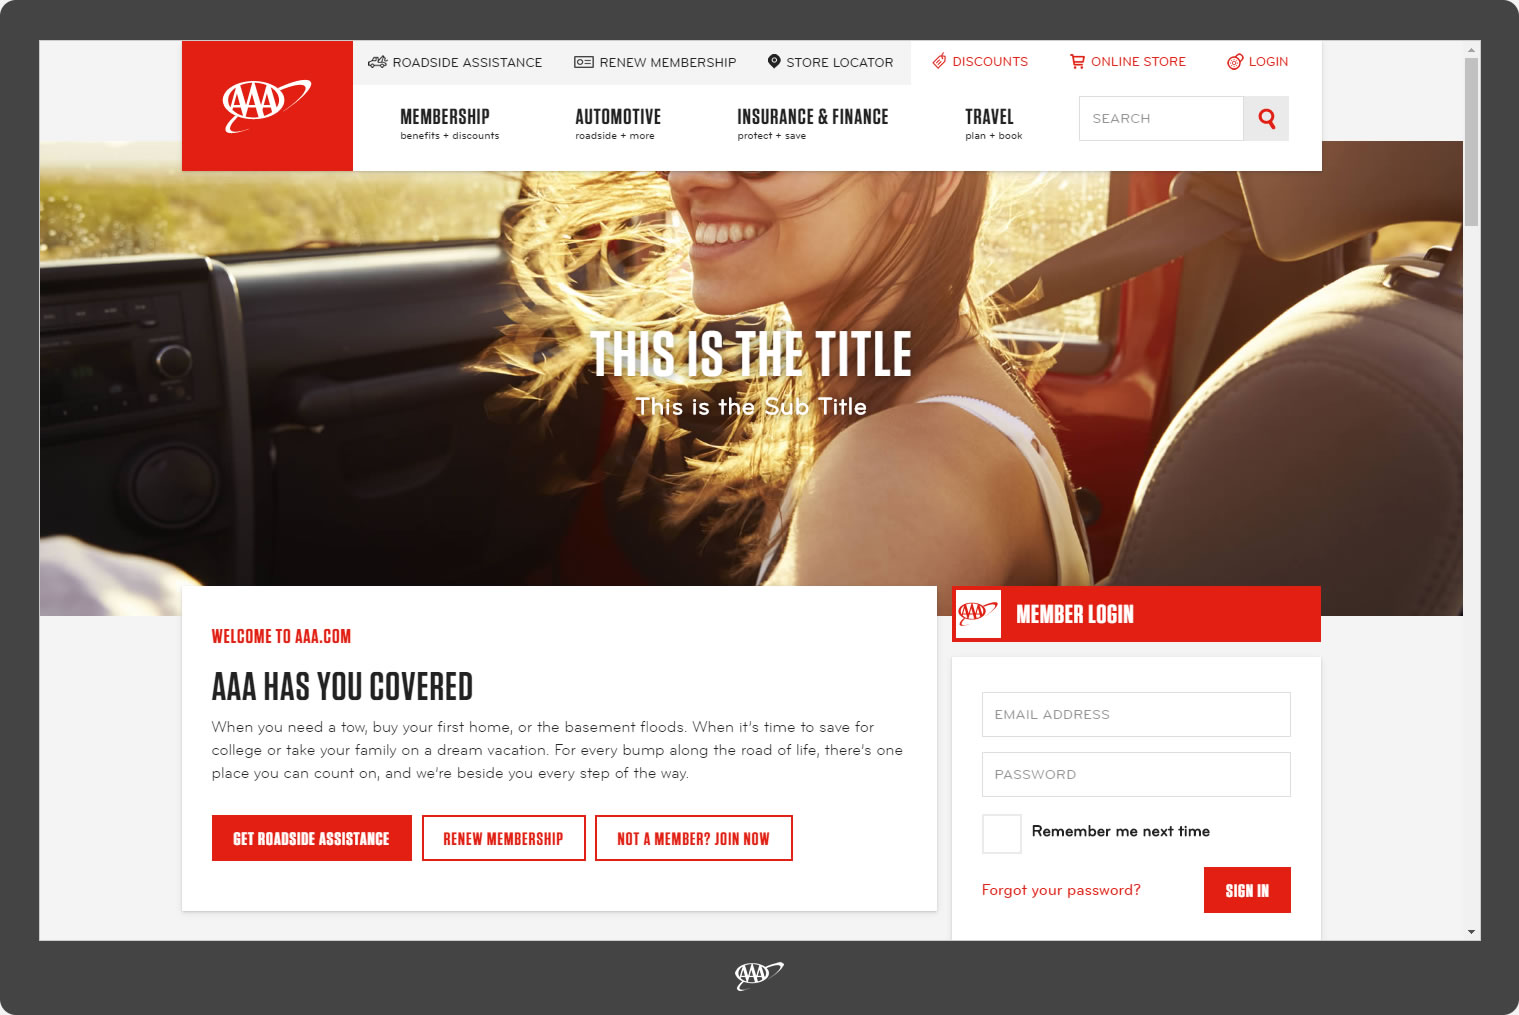 AAA
ROADSIDE ASSISTANCE
RENEW MEMBERSHIP
STORE LOCATOR
DISCOUNTS
ONLINE STORE
LOGIN
MEMBERSHIP
benefits + discounts
AUTOMOTIVE
roadside + more
INSURANCE & FINANCE
protect + save
TRAVEL
plan + book
SEARCH
THIS IS THE TITLE
This is the Sub Title
WELCOME TO AAA.COM
AAA HAS YOU COVERED
When you need a tow, buy your first home, or the basement floods. When it's time to save for
college or take your family on a dream vacation. For every bump along the road of life, there's one
place you can count on, and we're beside you every step of the way.
GET ROADSIDE ASSISTANCE
RENEW MEMBERSHIP
NOT A MEMBER? JOIN NOW
AAA
MEMBER LOGIN
EMAIL ADDRESS
PASSWORD
Remember me next time
Forgot your password?
SIGN IN
AAA